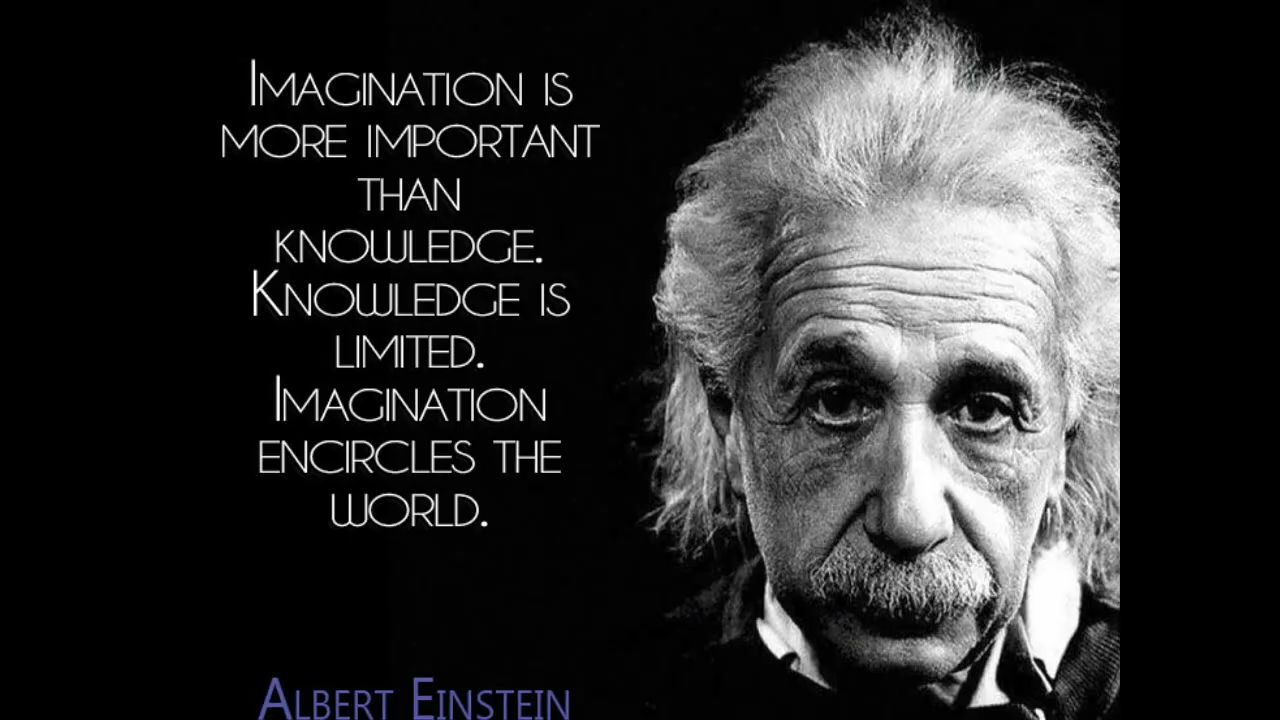 Imagination is
more important
than
knowledge.
Knowledge is
limited.
Imagination
encircles the
world.
Albert Einstein